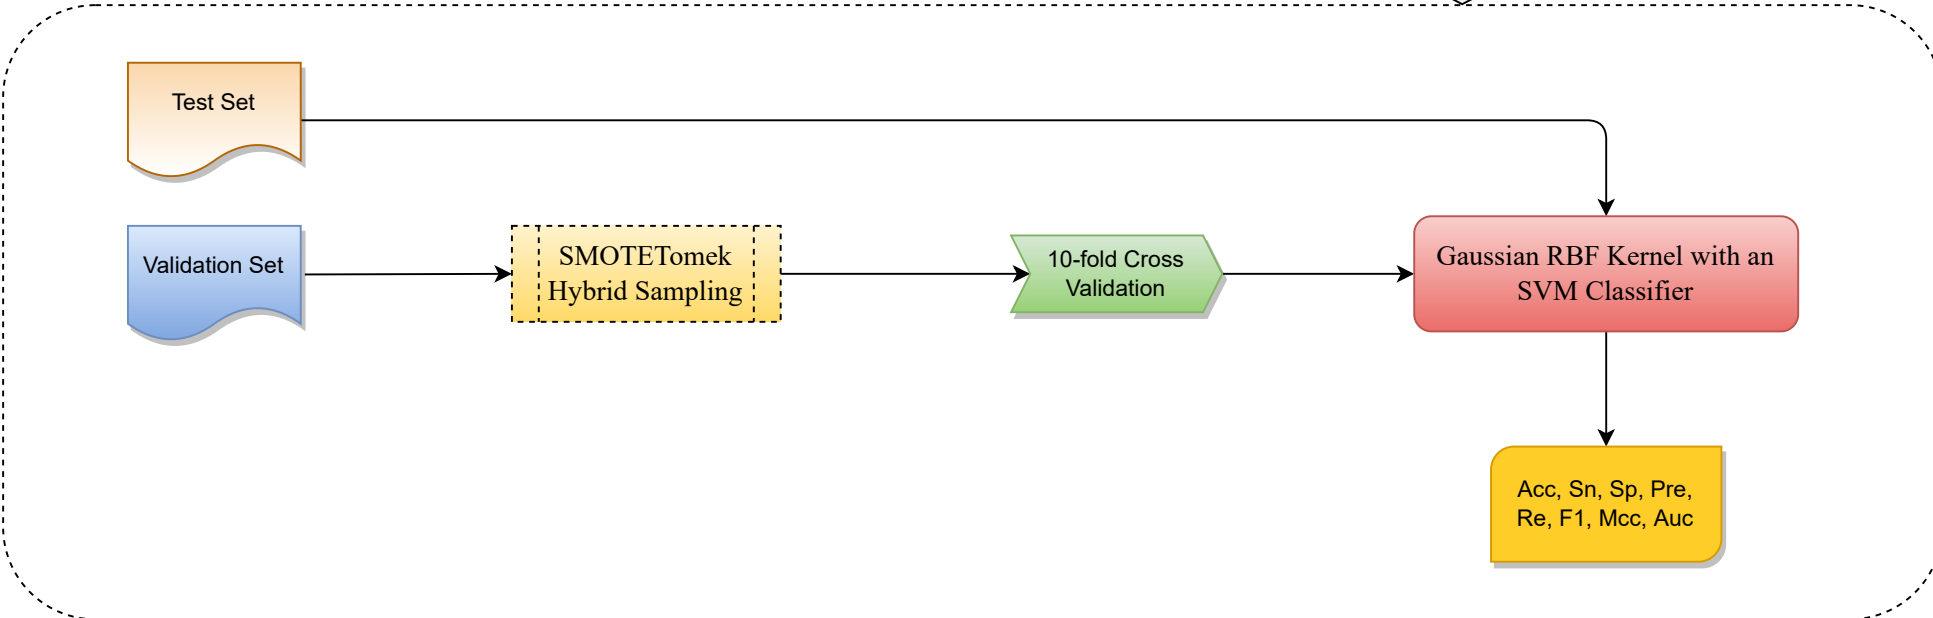 Test Set
Validation Set
SMOTETomek
Hybrid Sampling
10-fold Cross
Validation
Gaussian RBF Kernel with an
SVM Classifier
Acc, Sn, Sp, Pre,
Re, F1, Mcc, Auc